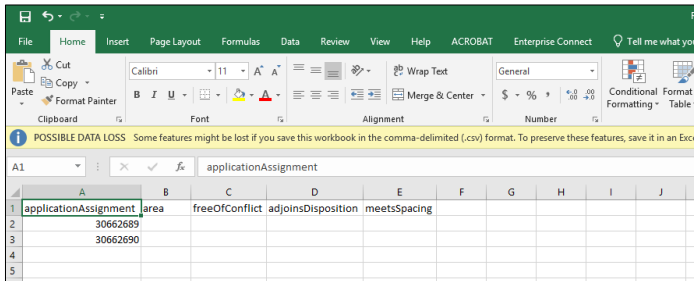 File Home Insert Page Layout Formulas Data Review View Help ACROBAT Enterprise Connect Tell me what you
Cut
Copy
Format Painter
Paste
Calibri 11 A A
B I U A
Wrap Text
Merge & Center
General
$ % , .0 .00 .00 .0
Conditional Format
Formatting Table
Clipboard Font Alignment Number
POSSIBLE DATA LOSS Some features might be lost if you save this workbook in the comma-delimited (.csv) format. To preserve these features, save it in an Exce
A1 fx applicationAssignment
A B C D E F G H I J
1 applicationAssignment area freeOfConflict adjoinsDisposition meetsSpacing
2 30662689
3 30662690
4
5